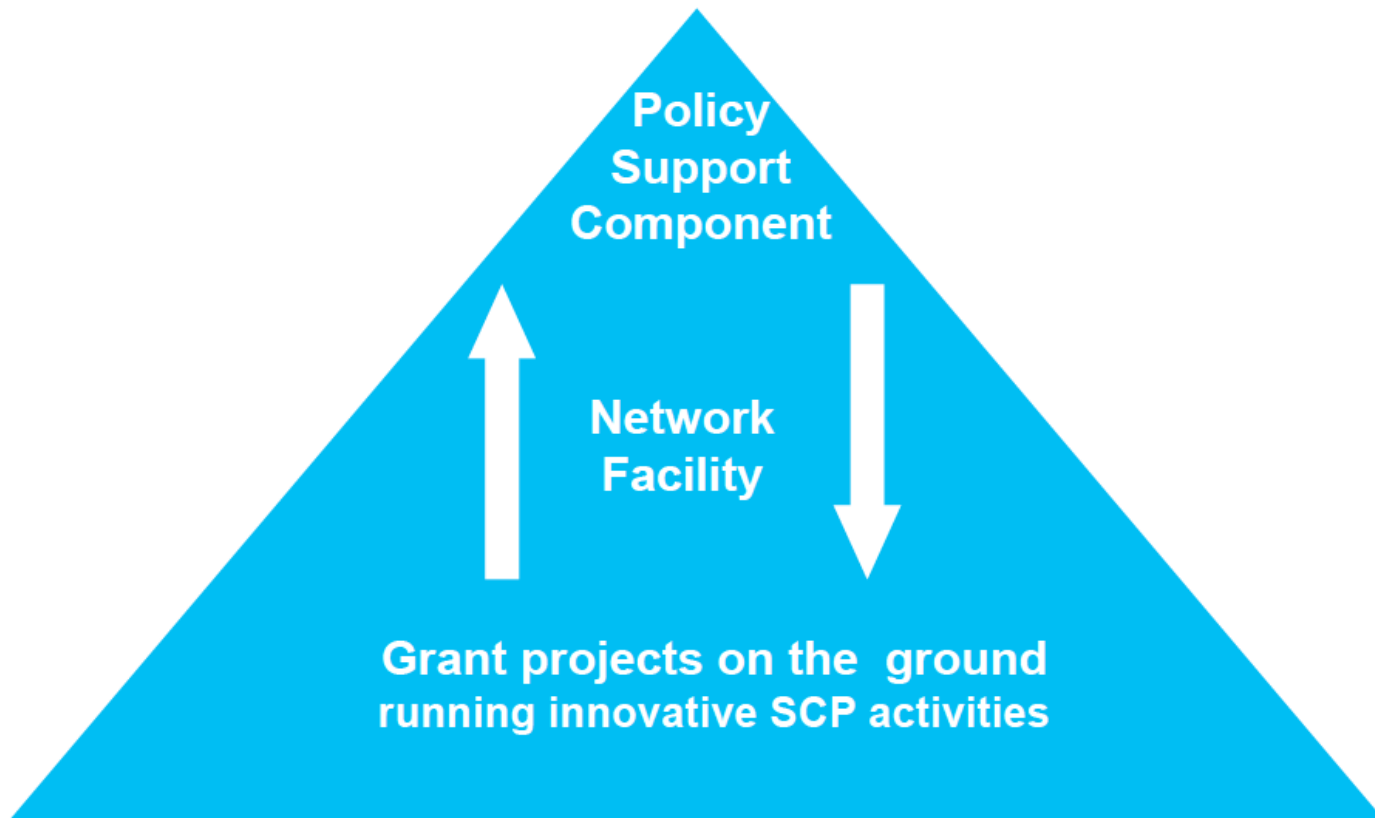 Policy
Support
Component
Network
Facility
Grant projects on the  ground
running innovative SCP activities